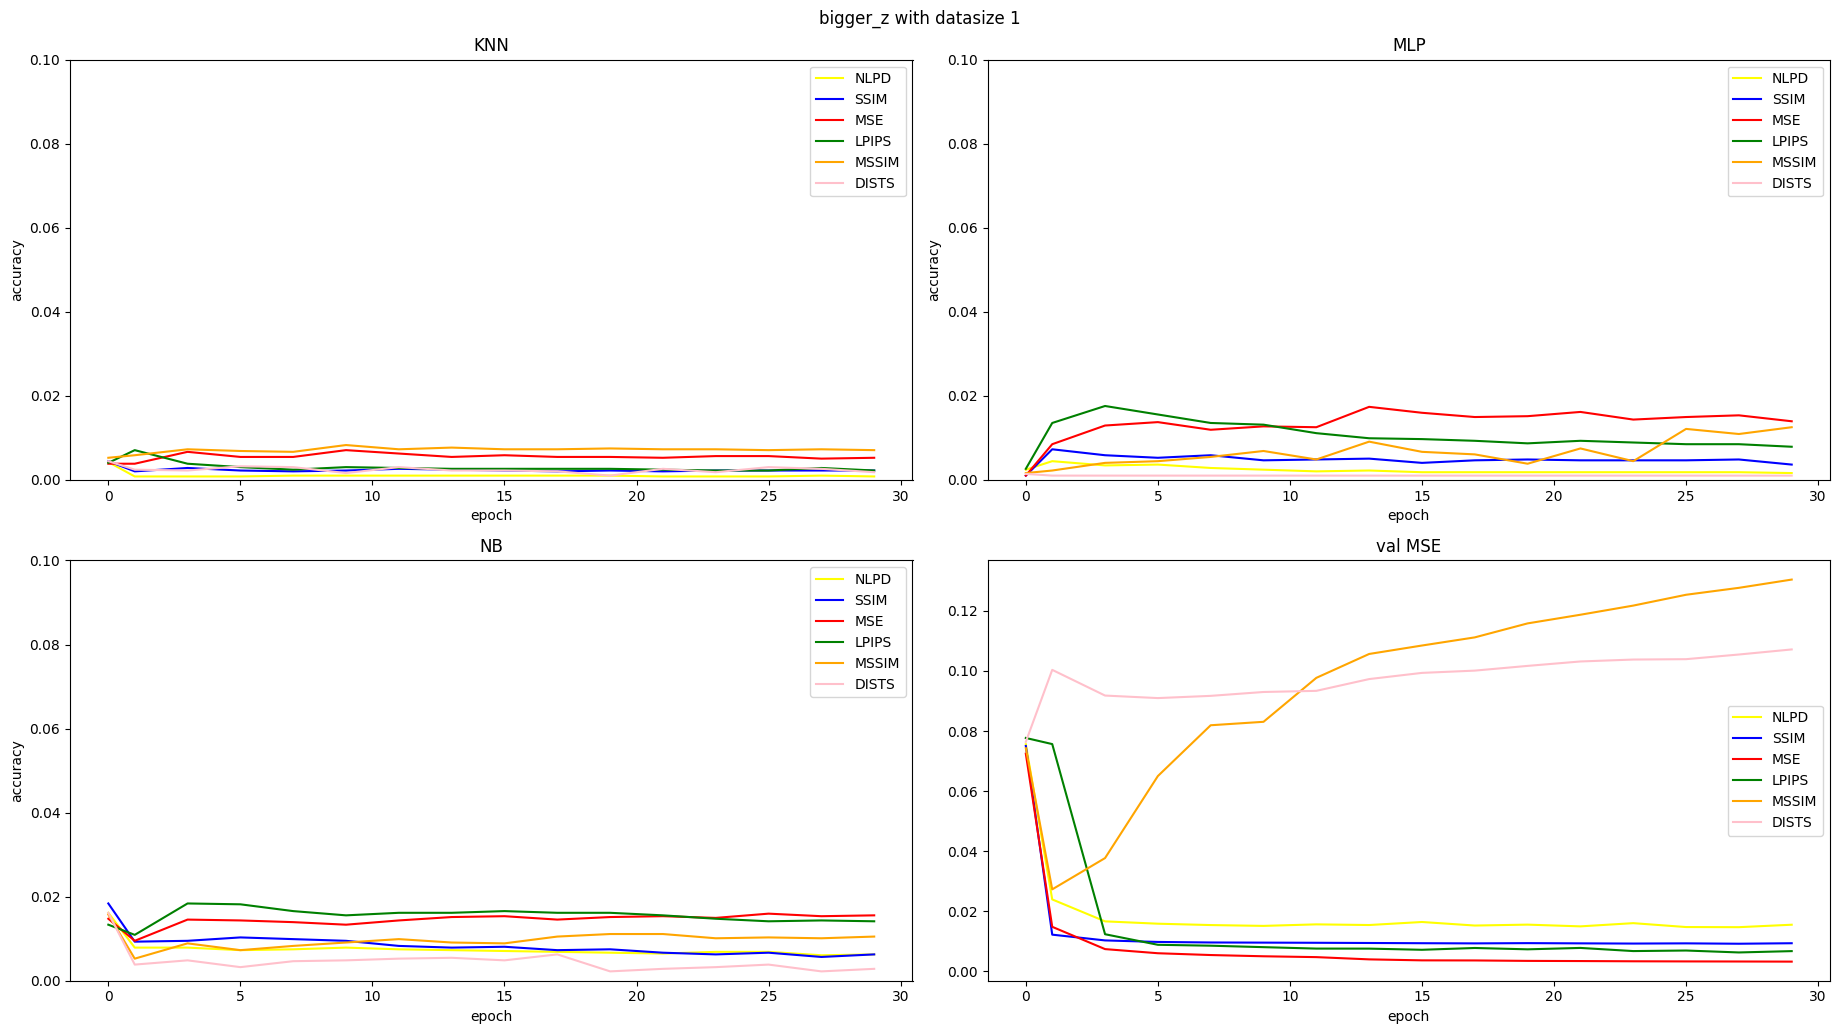 bigger_z with datasize 1
KNN
0.10
0.08
0.06
0.04
0.02
0.00
accuracy
0
5
10
15
20
25
30
epoch
NLPD
SSIM
MSE
LPIPS
MSSIM
DISTS
MLP
0.10
0.08
0.06
0.04
0.02
0.00
accuracy
0
5
10
15
20
25
30
epoch
NLPD
SSIM
MSE
LPIPS
MSSIM
DISTS
NB
0.10
0.08
0.06
0.04
0.02
0.00
accuracy
0
5
10
15
20
25
30
epoch
NLPD
SSIM
MSE
LPIPS
MSSIM
DISTS
val MSE
0.12
0.10
0.08
0.06
0.04
0.02
0.00
0
5
10
15
20
25
30
epoch
NLPD
SSIM
MSE
LPIPS
MSSIM
DISTS